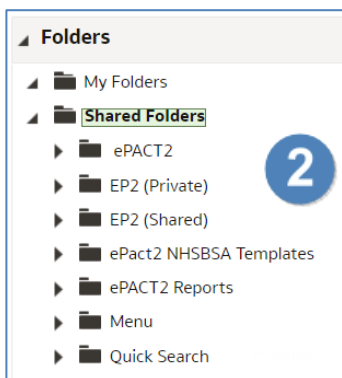 Folders
My Folders
Shared Folders
ePACT2
2
EP2 (Private)
EP2 (Shared)
ePact2 NHSBSA Templates
ePACT2 Reports
Menu
Quick Search